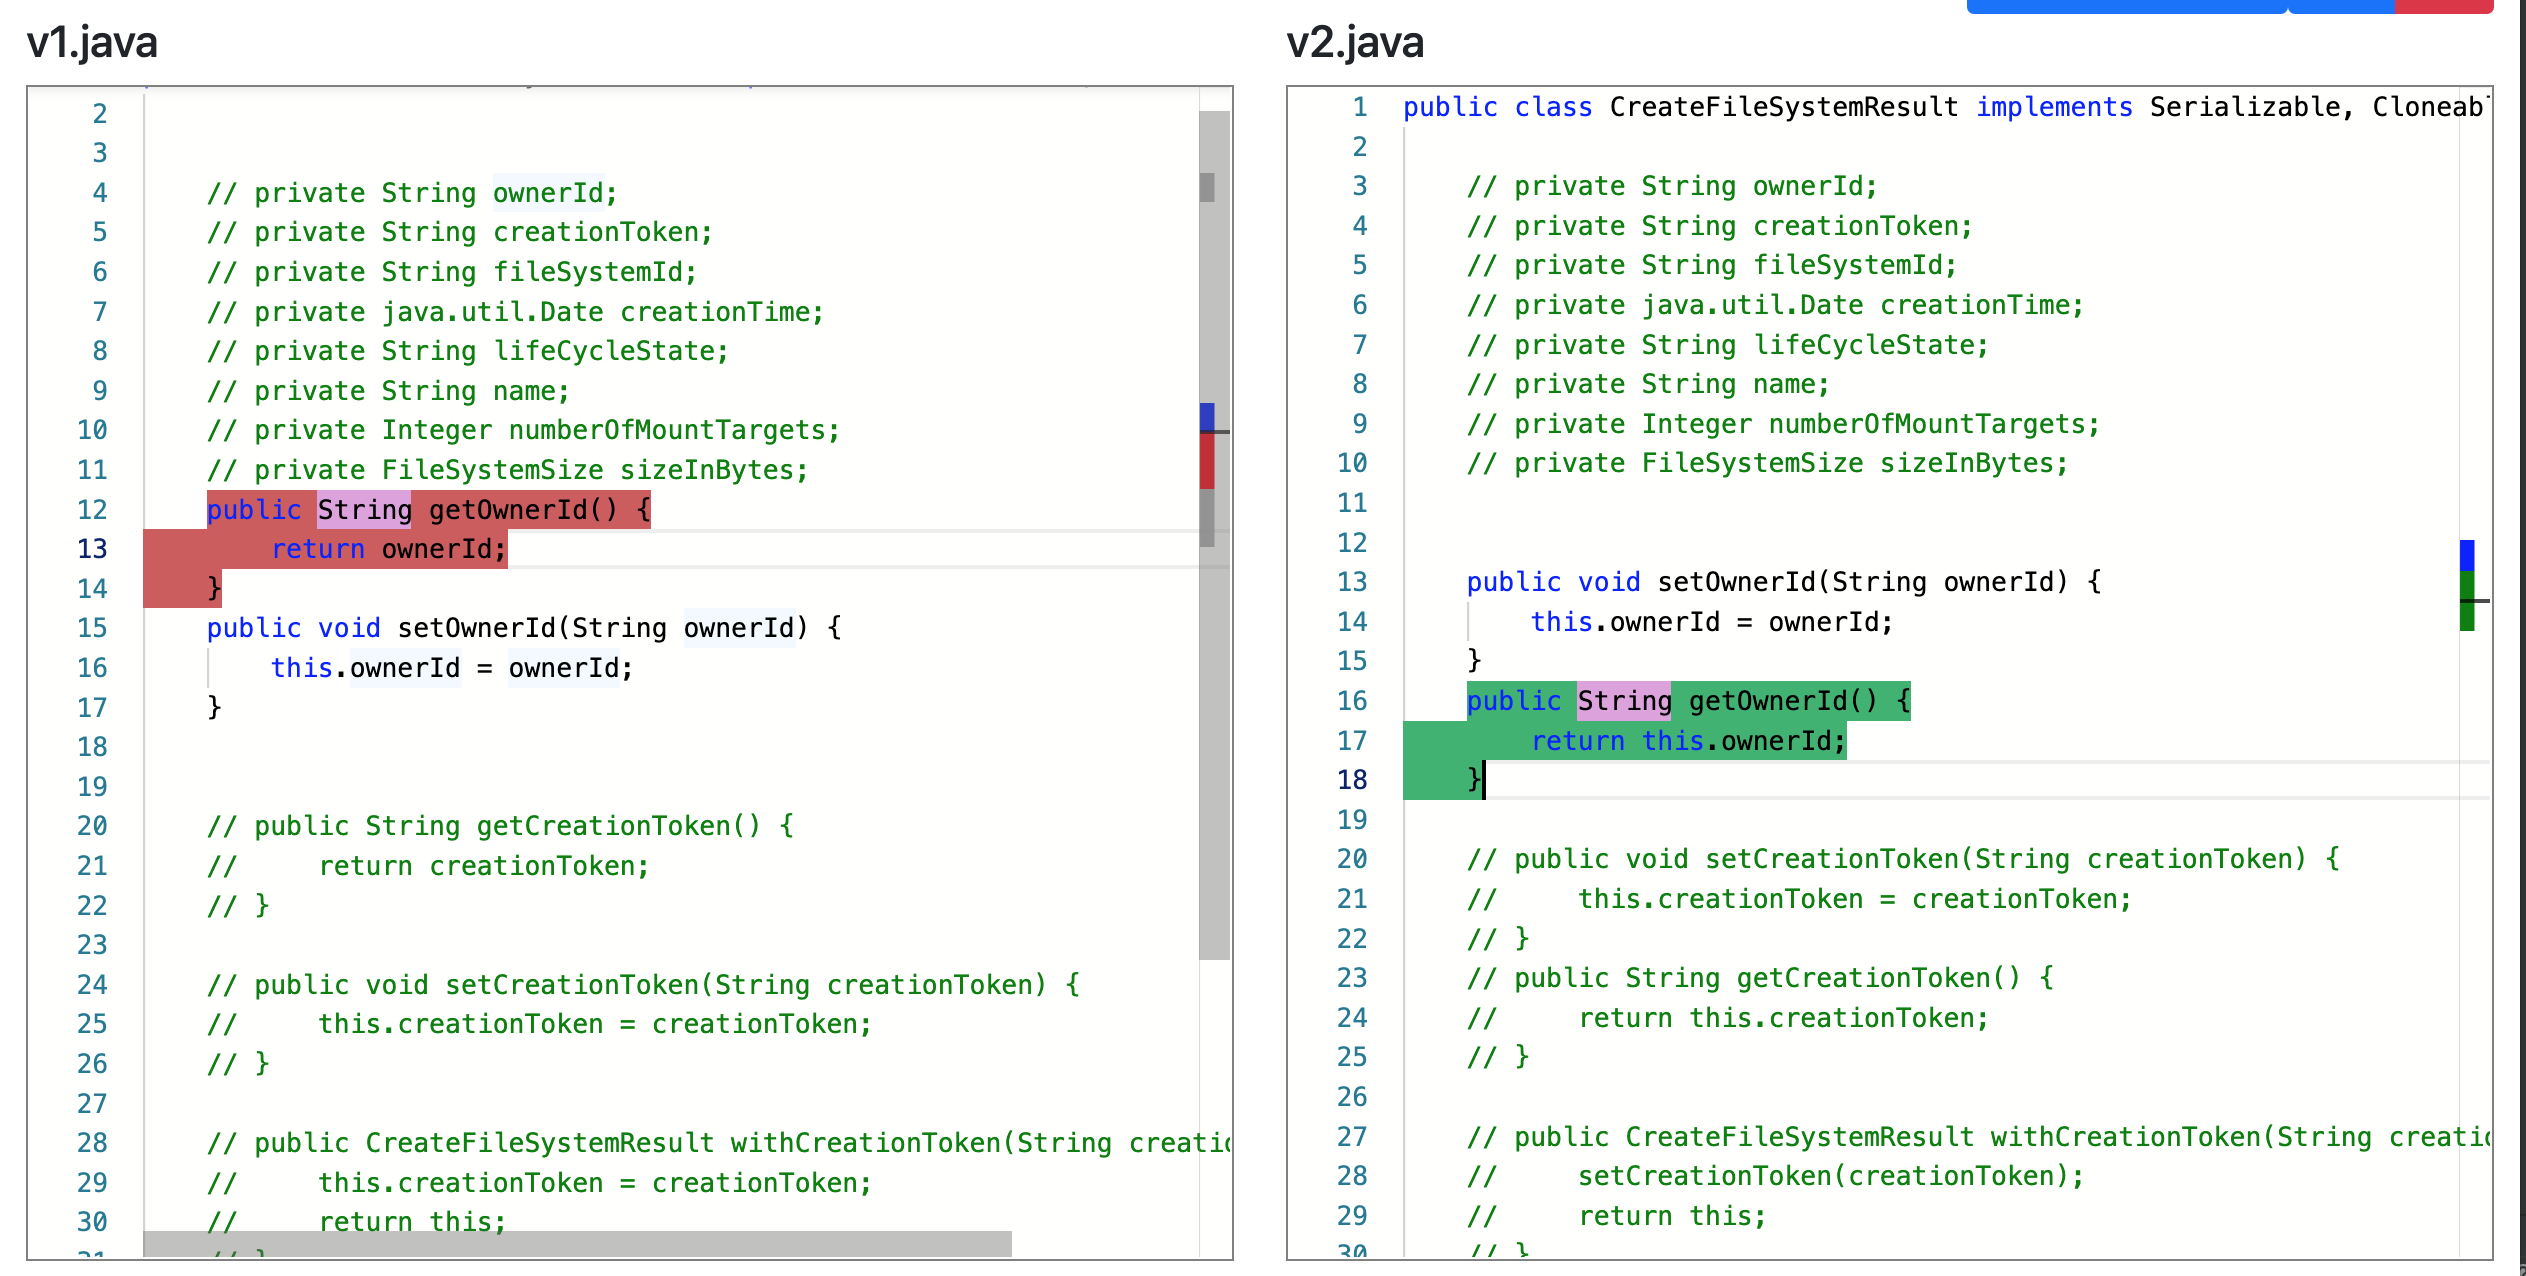 v1.java
2
3
4 // private String ownerId;
5 // private String creationToken;
6 // private String fileSystemId;
7 // private java.util.Date creationTime;
8 // private String lifeCycleState;
9 // private String name;
10 // private Integer numberOfMountTargets;
11 // private FileSystemSize sizeInBytes;
12 public String getOwnerId() {
13 return ownerId;
14 }
15 public void setOwnerId(String ownerId) {
16 this.ownerId = ownerId;
17 }
18
19
20 // public String getCreationToken() {
21 // return creationToken;
22 // }
23
24 // public void setCreationToken(String creationToken) {
25 // this.creationToken = creationToken;
26 // }
27
28 // public CreateFileSystemResult withCreationToken(String creatio
29 // this.creationToken = creationToken;
30 // return this;
31 // }
v2.java
1 public class CreateFileSystemResult implements Serializable, Cloneab
2
3 // private String ownerId;
4 // private String creationToken;
5 // private String fileSystemId;
6 // private java.util.Date creationTime;
7 // private String lifeCycleState;
8 // private String name;
9 // private Integer numberOfMountTargets;
10 // private FileSystemSize sizeInBytes;
11
12
13 public void setOwnerId(String ownerId) {
14 this.ownerId = ownerId;
15 }
16 public String getOwnerId() {
17 return this.ownerId;
18 }
19
20 // public void setCreationToken(String creationToken) {
21 // this.creationToken = creationToken;
22 // }
23 // public String getCreationToken() {
24 // return this.creationToken;
25 // }
26
27 // public CreateFileSystemResult withCreationToken(String creatio
28 // setCreationToken(creationToken);
29 // return this;
30 // }